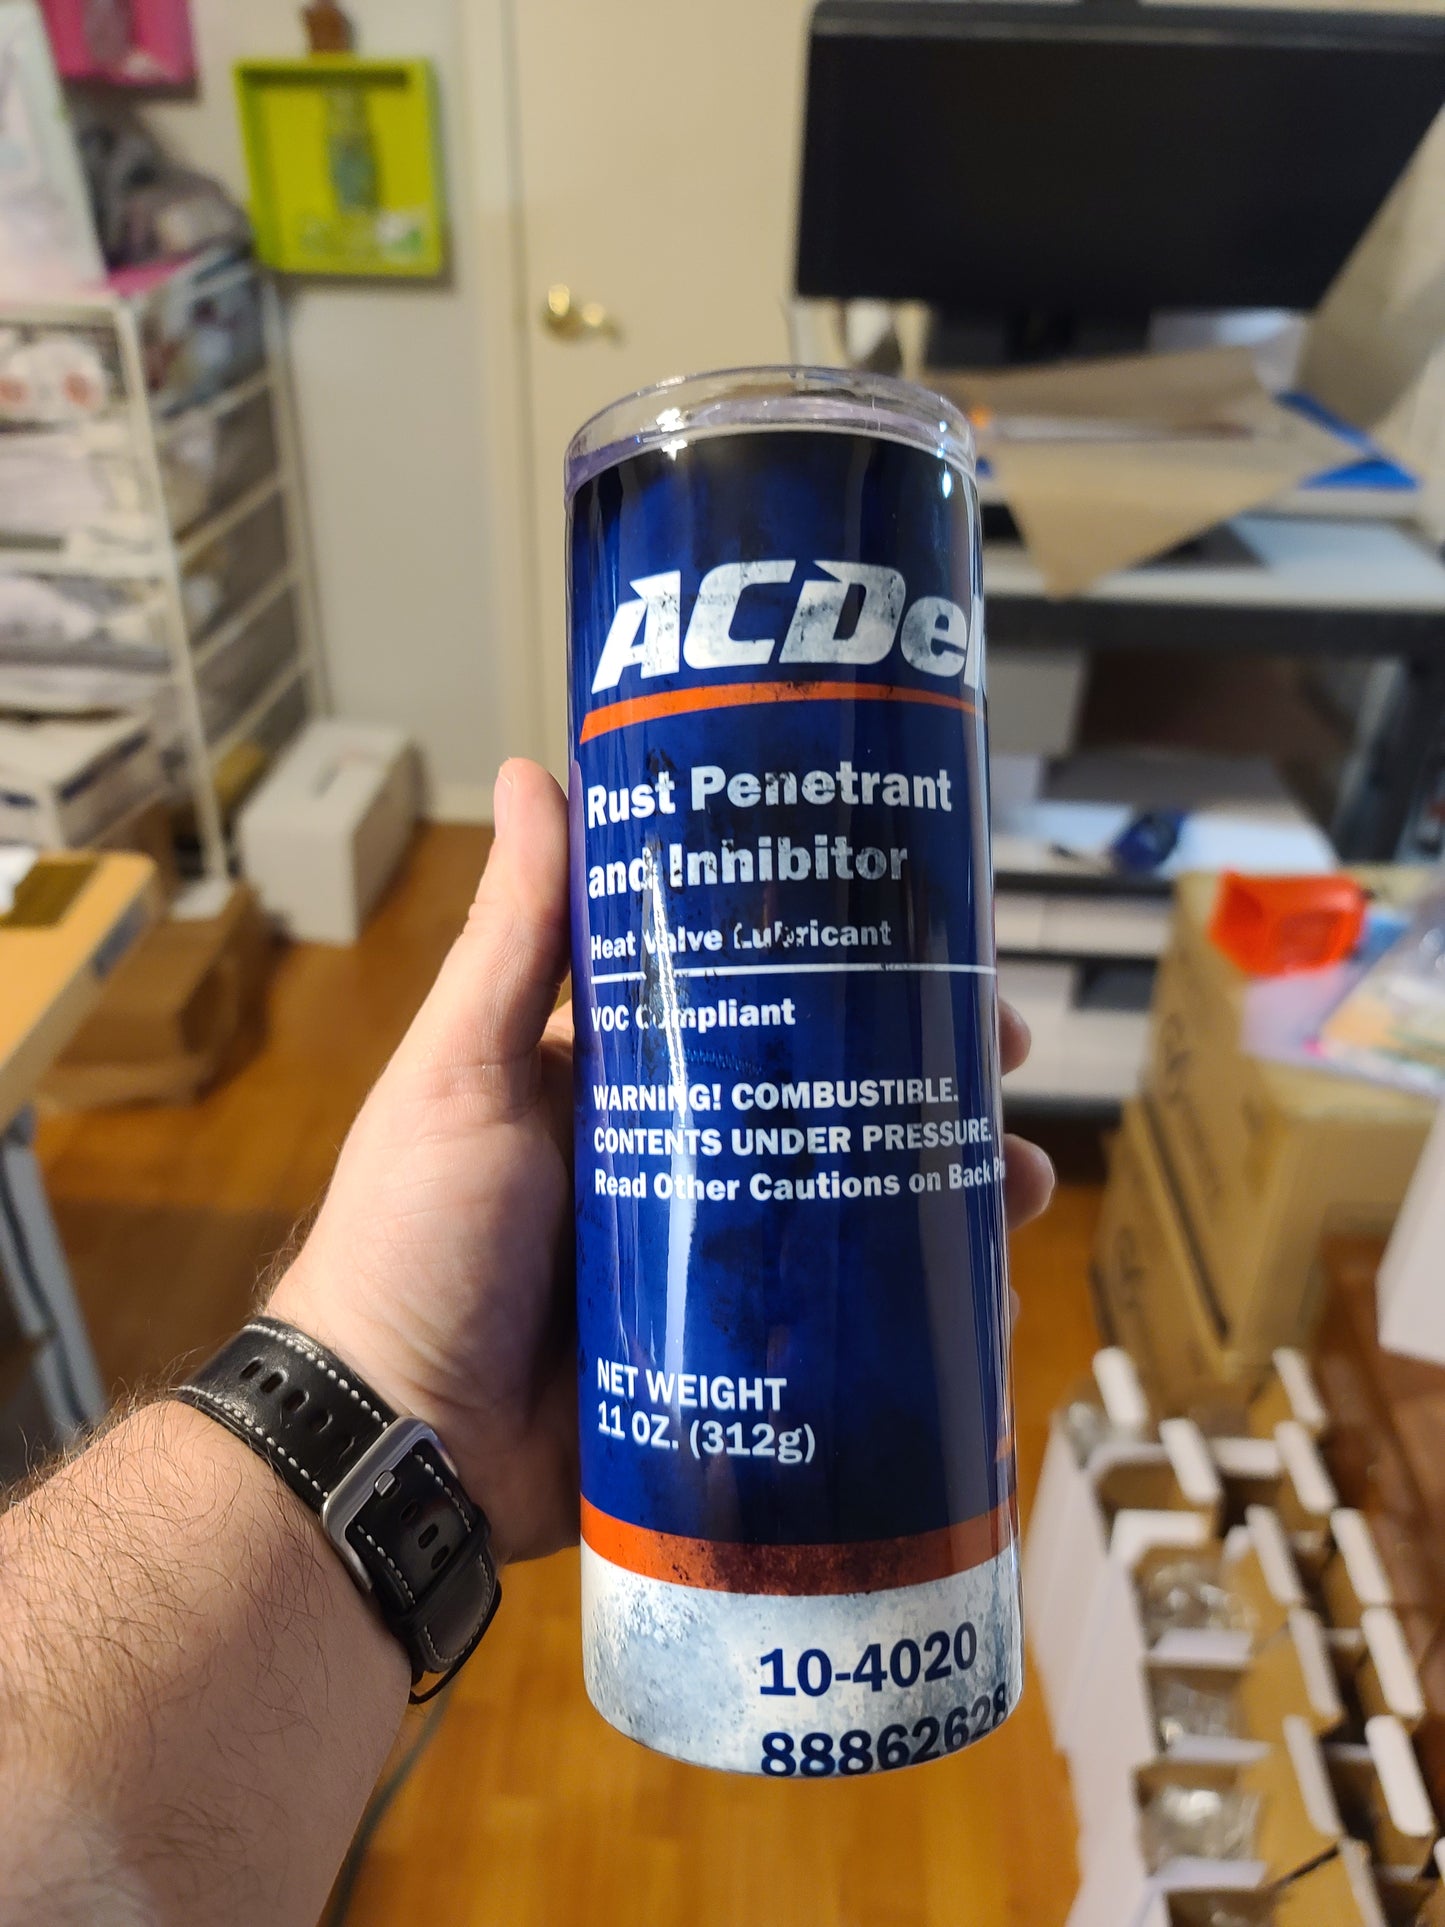 ACDel
Rust Penetrant
and Inhibitor
Heat Valve Lubricant
VOC Compliant
WARNING! COMBUSTIBLE.
CONTENTS UNDER PRESSURE.
Read Other Cautions on Back
NET WEIGHT
11 OZ. (312g)
10-4020
88862628